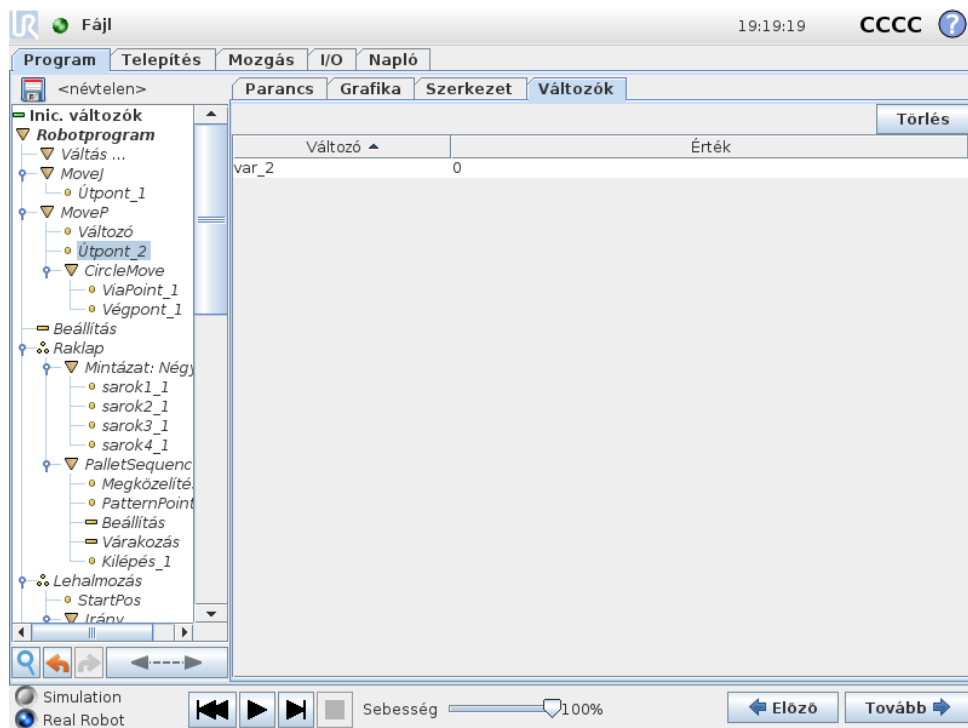 UR Fájl 19:19:19 CCCC ?
Program Telepítés Mozgás I/O Napló
<névtelen> Parancs Grafika Szerkezet Változók
Inic. változók
Törlés
Robotprogram
Változó Érték
Váltás ...
var_2 0
MoveJ
Útpont_1
MoveP
Változó
Útpont_2
CircleMove
ViaPoint_1
Végpont_1
Beállítás
Raklap
Mintázat: Négy
sarok1_1
sarok2_1
sarok3_1
sarok4_1
PalletSequenc
Megközelíté
PatternPoint
Beállítás
Várakozás
Kilépés_1
Lehalmozás
StartPos
Irány
Simulation
Real Robot
Sebesség 100%
Előző Tovább